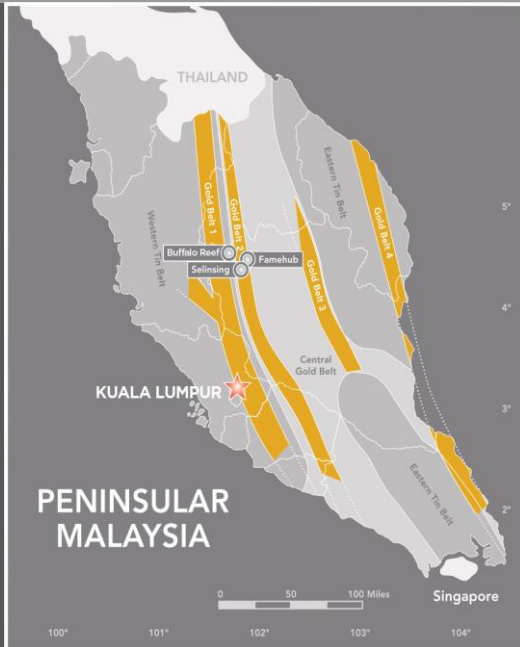 THAILAND
Gold Belt 1
Gold Belt 2
Eastern Tin Belt
Gold Belt 4
5°
Western Tin Belt
Buffalo Reef
Famehub
Selinsing
Gold Belt 3
4°
Central
Gold Belt
KUALA LUMPUR
3°
Eastern Tin Belt
PENINSULAR
MALAYSIA
2°
0 50 100 Miles
Singapore
100° 101° 102° 103° 104°